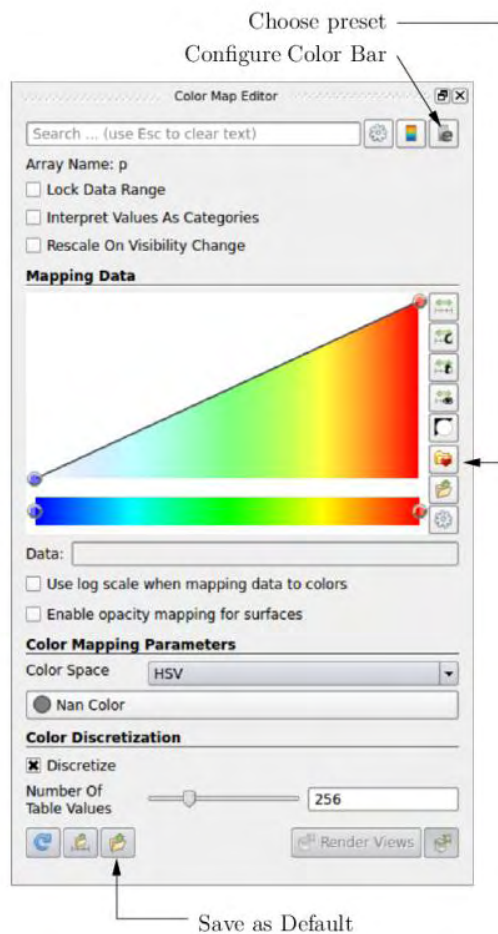 Choose preset
Configure Color Bar
Color Map Editor
Search ... (use Esc to clear text)
e
Array Name: p
Lock Data Range
Interpret Values As Categories
Rescale On Visibility Change
Mapping Data
C
t
Data:
Use log scale when mapping data to colors
Enable opacity mapping for surfaces
Color Mapping Parameters
Color Space HSV
Nan Color
Color Discretization
Discretize
Number Of
Table Values 256
Render Views
Save as Default